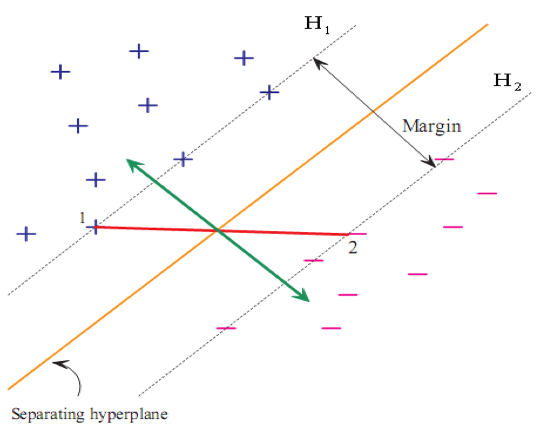 H1
H2
Margin
1
2
Separating hyperplane